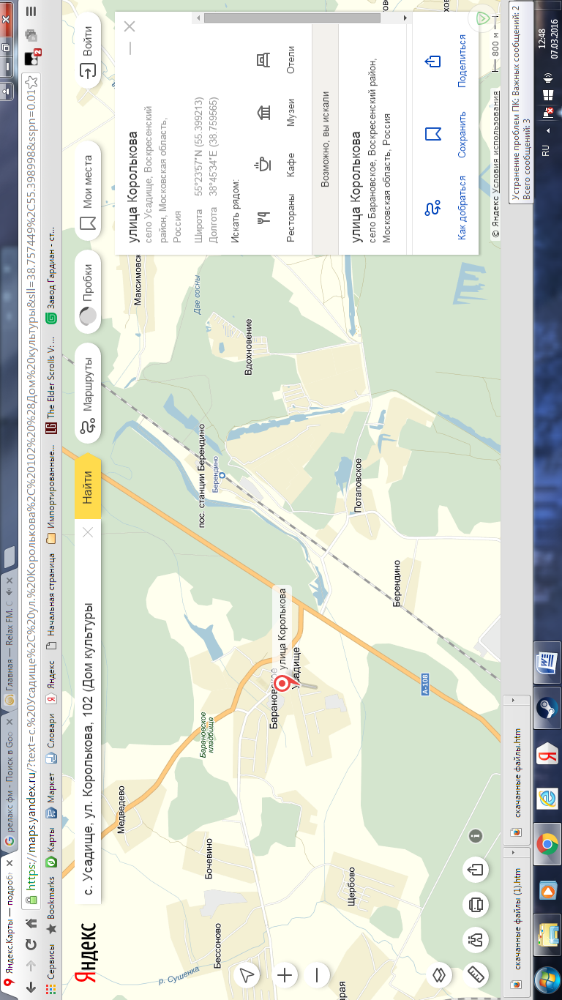 Яндекс.Карты — подробн
релакс фм - Поиск в Goo
Главная — Relax FM. С
https://maps.yandex.ru/?text=с.%20Усадище%2C%20ул.%20Королькова%2C%20102%20%28Дом%20культуры&sll=38.757449%2C55.398998&sspn=0.01
2
Сервисы
Bookmarks
Карты
Маркет
Словари
Яндекс
Начальная страница
Импортированные...
The Elder Scrolls V: ...
Завод Гардиан - ст...
Яндекс
с. Усадище, ул. Королькова, 102 (Дом культуры
Найти
Маршруты
Пробки
Мои места
Войти
улица Королькова
село Усадище, Воскресенский
район, Московская область,
Россия
Широта 55°23′57″N (55.399213)
Долгота 38°45′34″E (38.759565)
Искать рядом:
Рестораны
Кафе
Музеи
Отели
Возможно, вы искали
улица Королькова
село Барановское, Воскресенский район,
Московская область, Россия
Как добраться
Сохранить
Поделиться
Медведево
Максимовск
Две сосны
Барановское
кладбище
пос. станции Берендино
Берендино
Бочевино
Бессоново
р. Сушенка
Вдохновение
Барановское
улица Королькова
Усадище
Щербово
Потаповское
Берендино
А-108
арая
© Яндекс Условия использования
800 м
скачанные файлы (1).htm
скачанные файлы.htm
Устранение проблем ПК: Важных сообщений: 2
Всего сообщений: 3
RU
12:48
07.03.2016